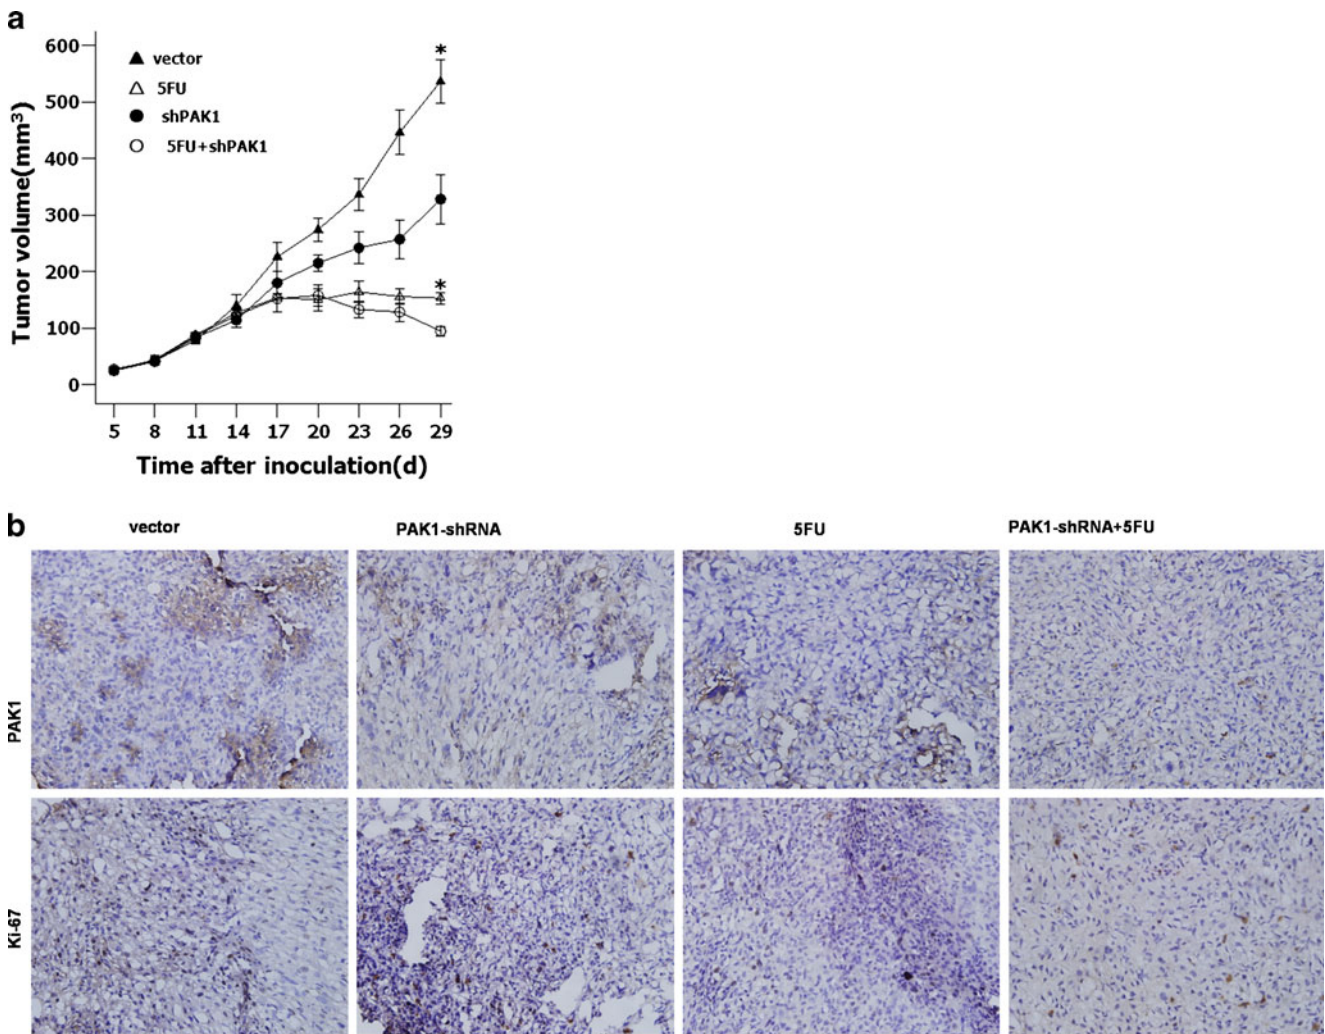 a
600
500
400
300
200
100
0
Tumor volume(mm³)
vector
5FU
shPAK1
5FU+shPAK1
*
*
5 8 11 14 17 20 23 26 29
Time after inoculation(d)
b
vector PAK1-shRNA 5FU PAK1-shRNA+5FU
PAK1
Ki-67